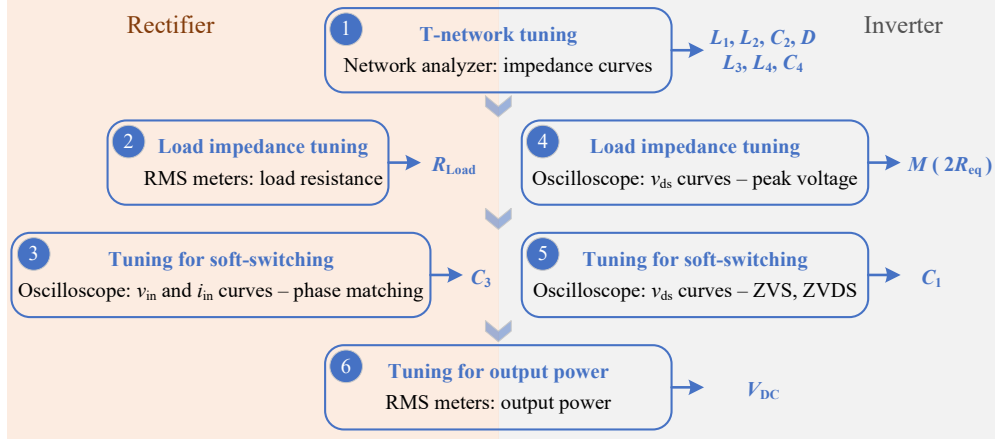 Rectifier
Inverter
1
T-network tuning
Network analyzer: impedance curves
L1, L2, C2, D
L3, L4, C4
2
Load impedance tuning
RMS meters: load resistance
RLoad
4
Load impedance tuning
Oscilloscope: vds curves – peak voltage
M ( 2Req )
3
Tuning for soft-switching
Oscilloscope: vin and iin curves – phase matching
C3
5
Tuning for soft-switching
Oscilloscope: vds curves – ZVS, ZVDS
C1
6
Tuning for output power
RMS meters: output power
VDC